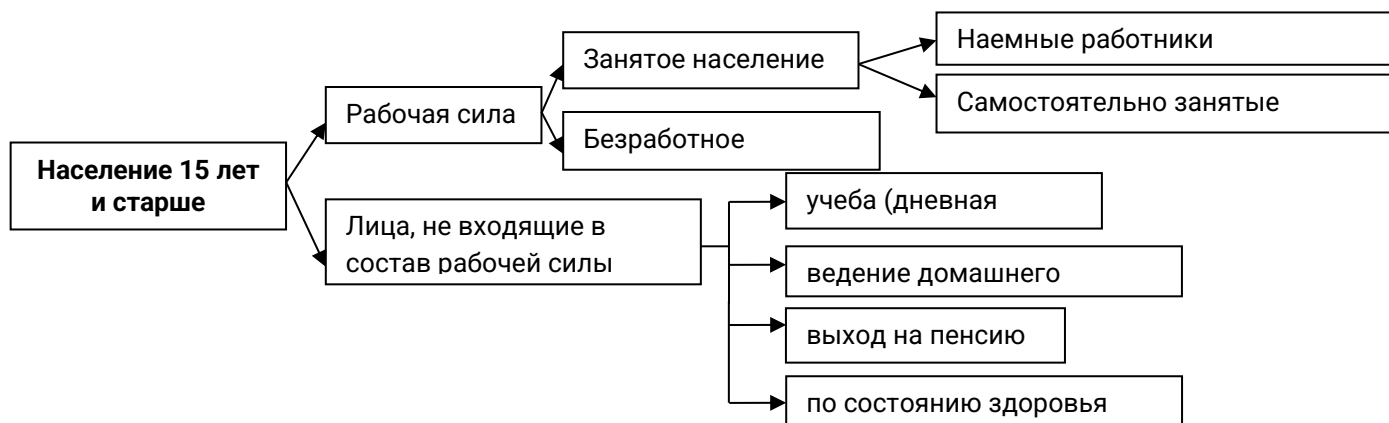 Население 15 лет
и старше
Рабочая сила
Занятое население
Наемные работники
Самостоятельно занятые
Безработное
Лица, не входящие в
состав рабочей силы
учеба (дневная
ведение домашнего
выход на пенсию
по состоянию здоровья